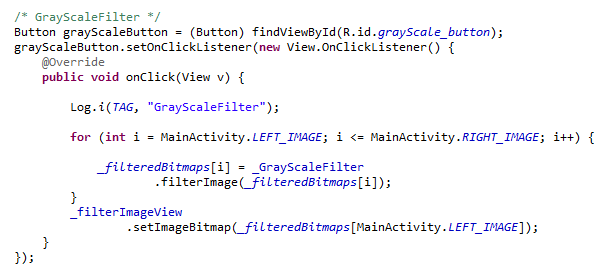 /* GrayScaleFilter */
Button grayScaleButton = (Button) findViewById(R.id.grayScale_button);
grayScaleButton.setOnClickListener(new View.OnClickListener() {
@Override
public void onClick(View v) {
Log.i(TAG, "GrayScaleFilter");
for (int i = MainActivity.LEFT_IMAGE; i <= MainActivity.RIGHT_IMAGE; i++) {
_filteredBitmaps[i] = _GrayScaleFilter
.filterImage(_filteredBitmaps[i]);
}
_filterImageView
.setImageBitmap(_filteredBitmaps[MainActivity.LEFT_IMAGE]);
}
});